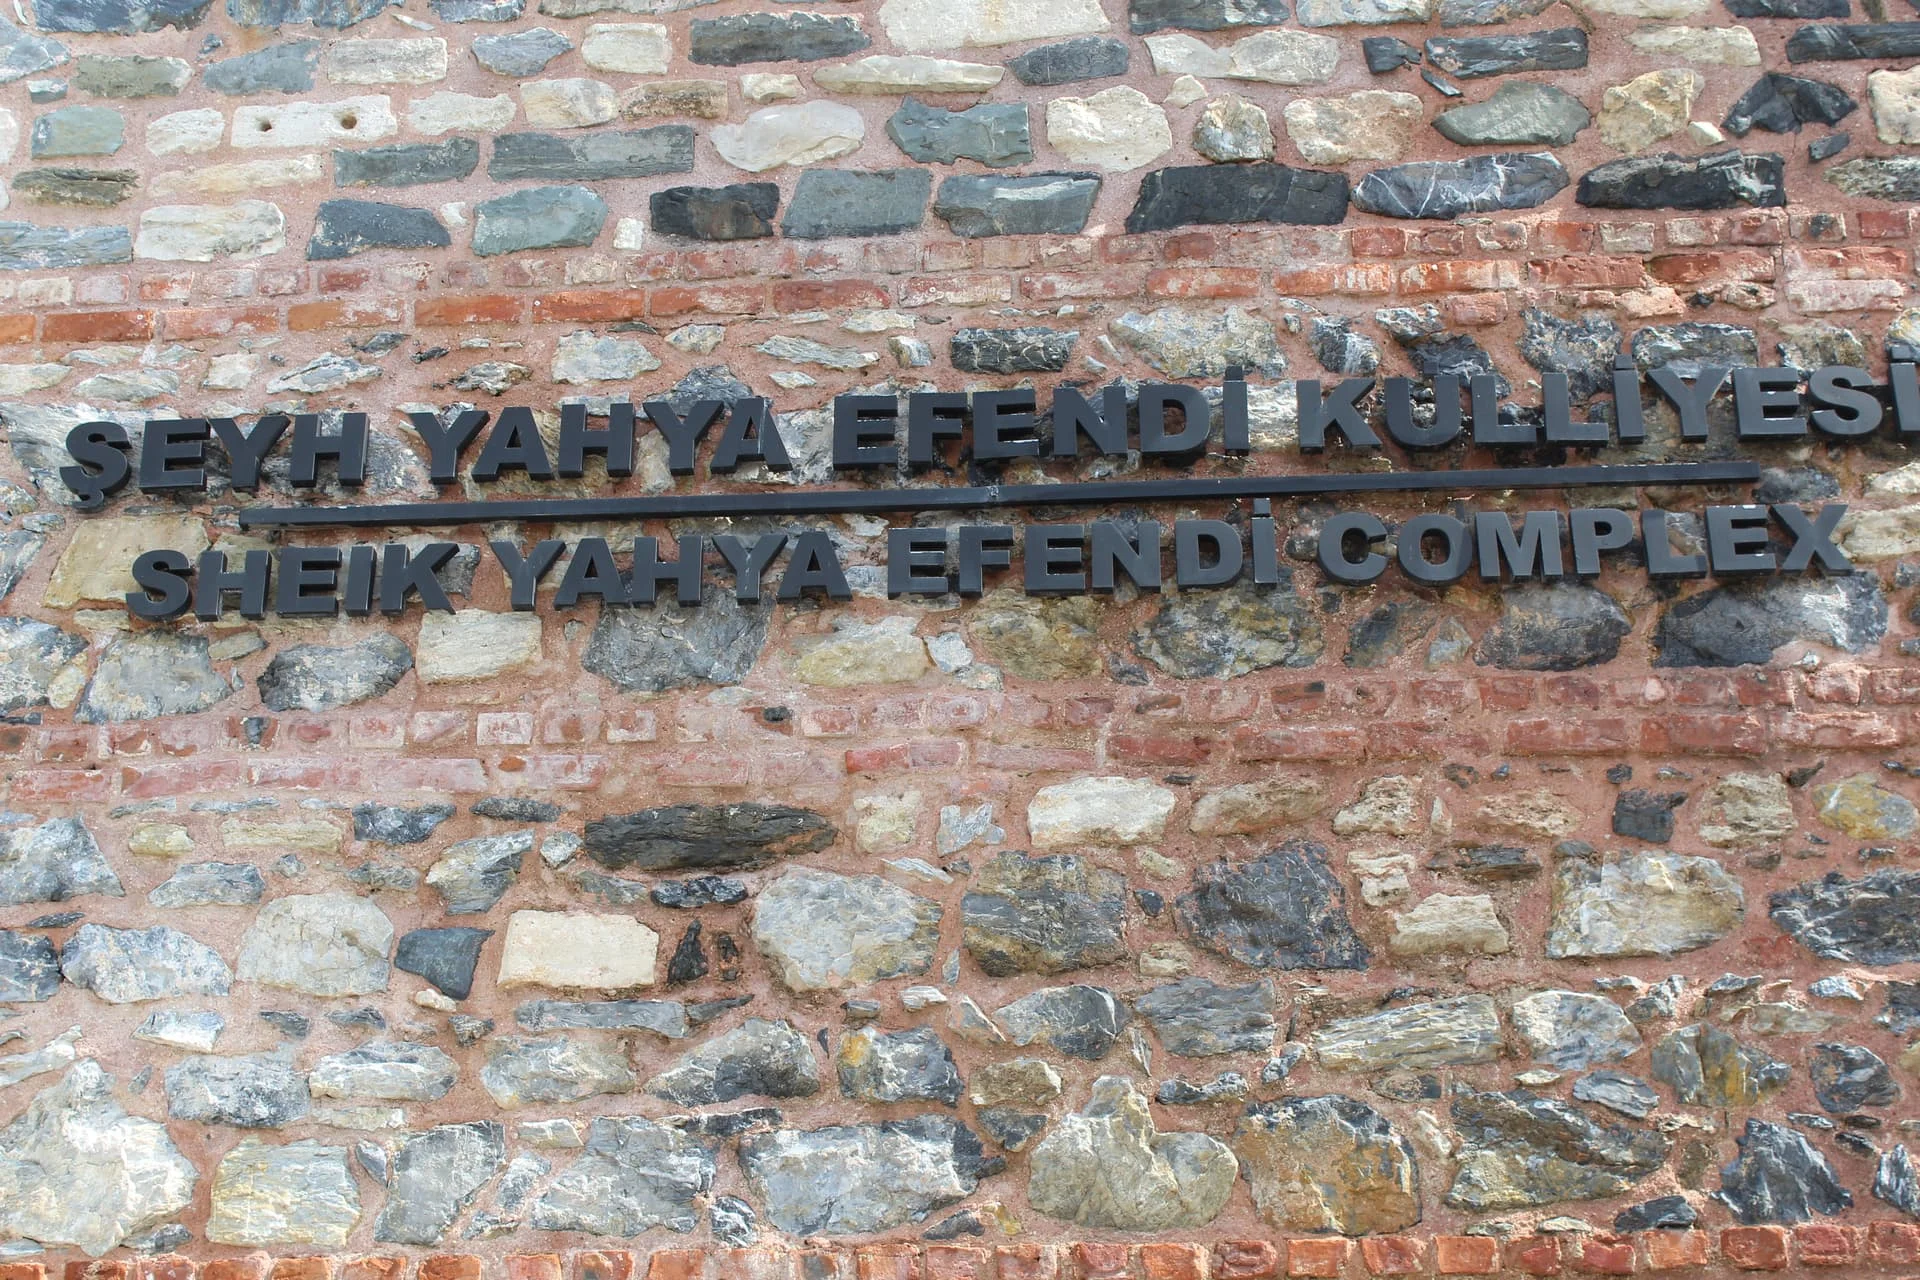 ŞEYH YAHYA EFENDİ KÜLLİYESİ
SHEIK YAHYA EFENDİ COMPLEX